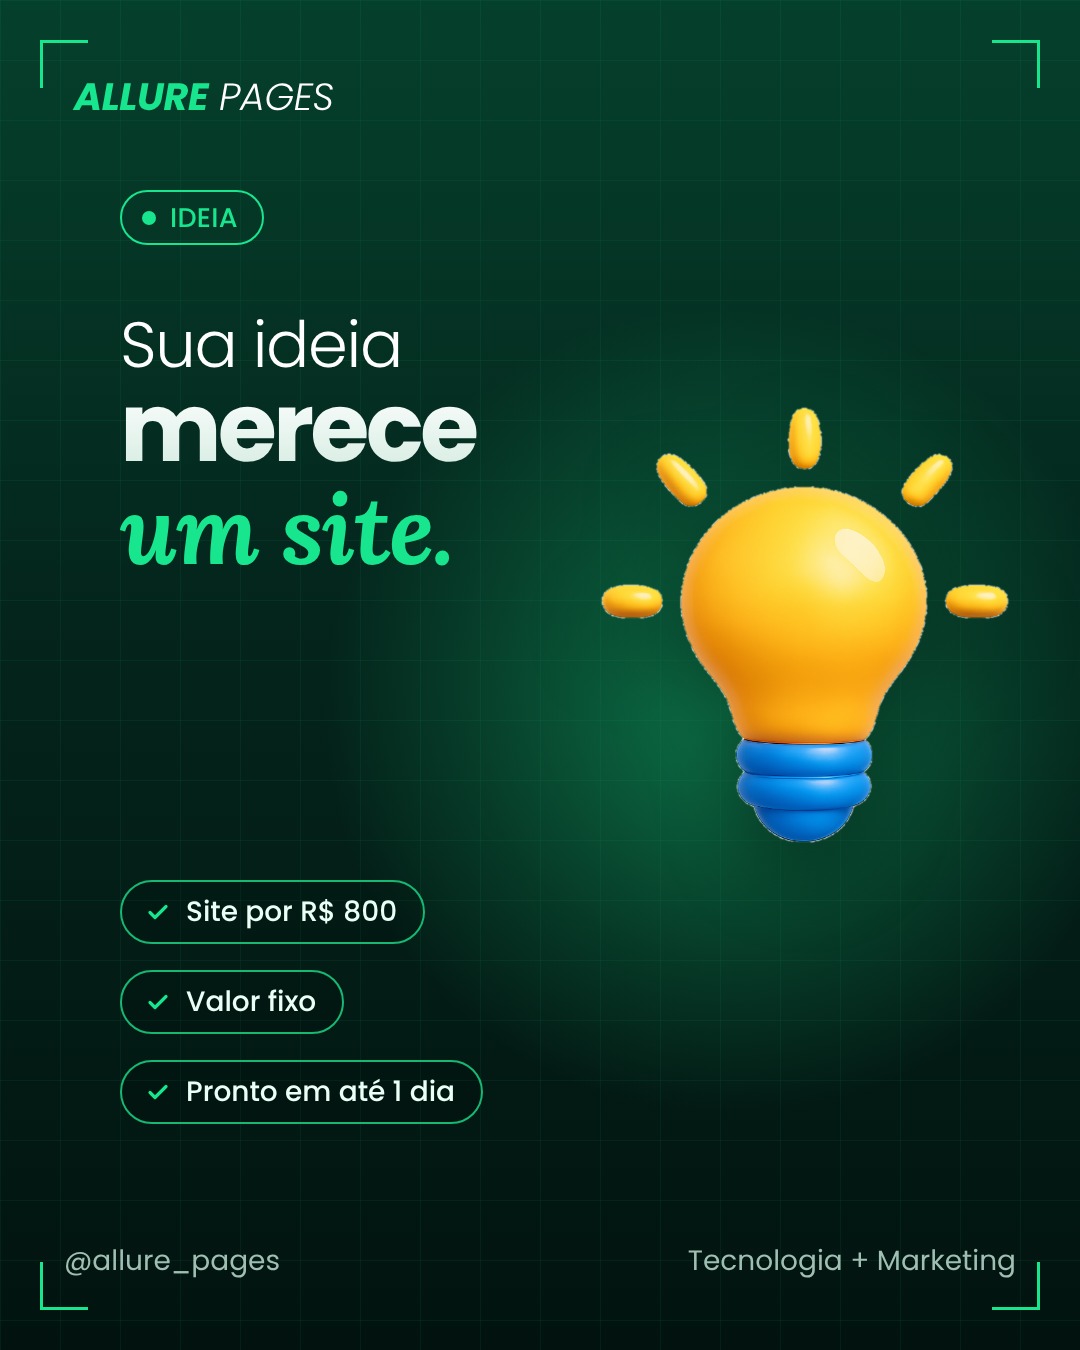 ALLURE PAGES
IDEIA
Sua ideia
merece
um site.
Site por R$ 800
Valor fixo
Pronto em até 1 dia
@allure_pages
Tecnologia + Marketing